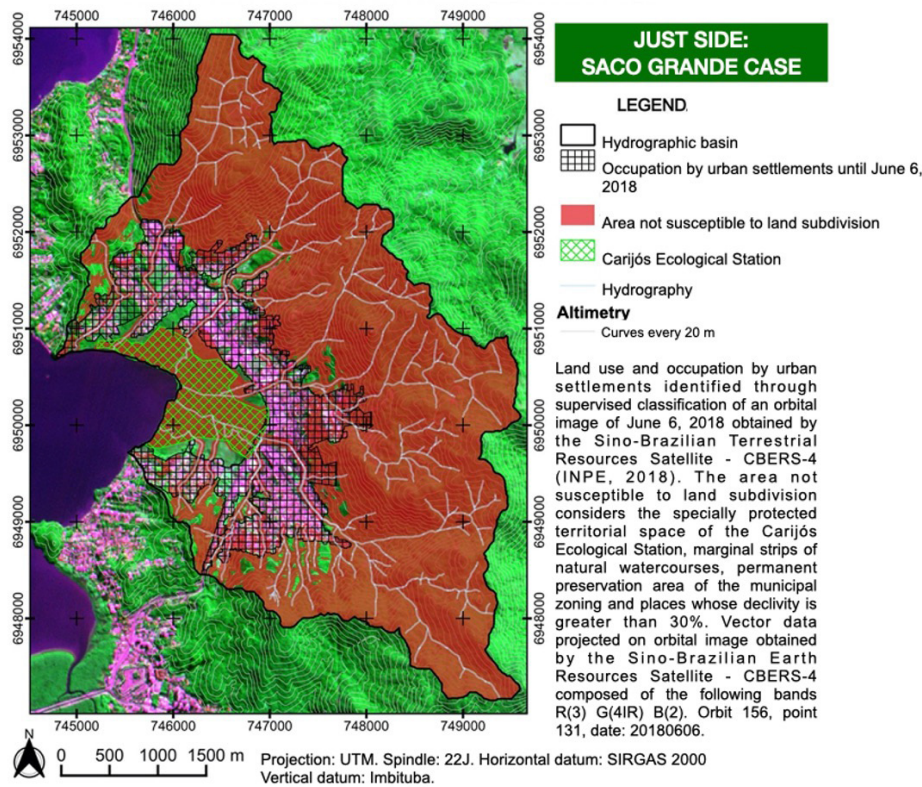 745000 746000 747000 748000 749000
6954000 6954000
6953000 6953000
6952000 6952000
6951000 6951000
6950000 6950000
6949000 6949000
6948000 6948000
745000 746000 747000 748000 749000
N
0 500 1000 1500 m
Projection: UTM. Spindle: 22J. Horizontal datum: SIRGAS 2000
Vertical datum: Imbituba.
JUST SIDE:
SACO GRANDE CASE
LEGEND.
Hydrographic basin
Occupation by urban settlements until June 6,
2018
Area not susceptible to land subdivision
Carijós Ecological Station
Hydrography
Altimetry
Curves every 20 m
Land use and occupation by urban
settlements identified through
supervised classification of an orbital
image of June 6, 2018 obtained by
the Sino-Brazilian Terrestrial
Resources Satellite - CBERS-4
(INPE, 2018). The area not
susceptible to land subdivision
considers the specially protected
territorial space of the Carijós
Ecological Station, marginal strips of
natural watercourses, permanent
preservation area of the municipal
zoning and places whose declivity is
greater than 30%. Vector data
projected on orbital image obtained
by the Sino-Brazilian Earth
Resources Satellite - CBERS-4
composed of the following bands
R(3) G(4IR) B(2). Orbit 156, point
131, date: 20180606.